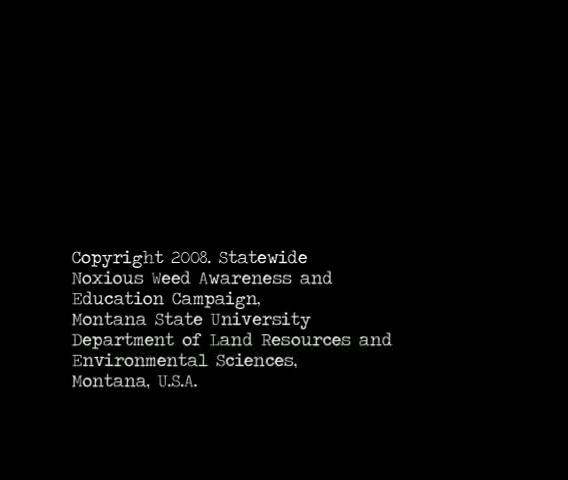 Copyright 2008. Statewide
Noxious Weed Awareness and
Education Campaign,
Montana State University
Department of Land Resources and
Environmental Sciences,
Montana, U.S.A.